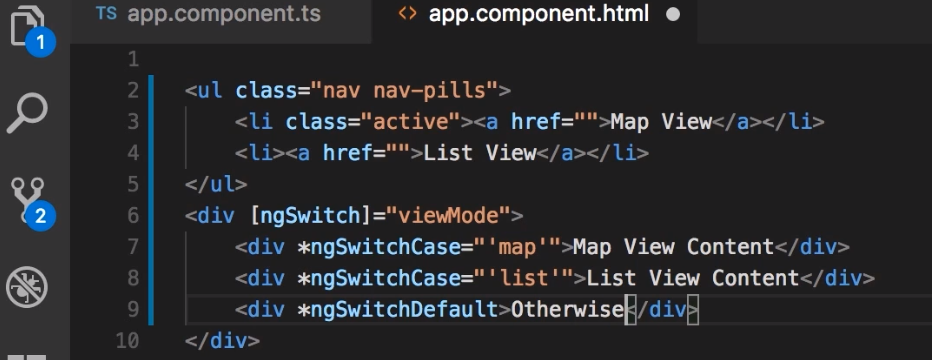 TS app.component.ts <> app.component.html
1
1
2 <ul class="nav nav-pills">
3 <li class="active"><a href="">Map View</a></li>
4 <li><a href="">List View</a></li>
5 </ul>
6 <div [ngSwitch]="viewMode">
2
7 <div *ngSwitchCase="'map'">Map View Content</div>
8 <div *ngSwitchCase="'list'">List View Content</div>
9 <div *ngSwitchDefault>Otherwise</div>
10 </div>